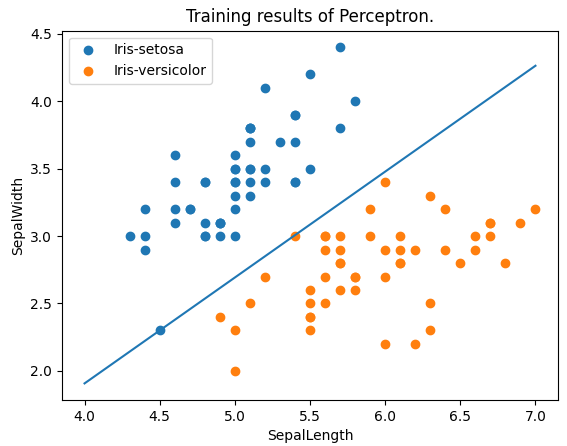 Training results of Perceptron.
Iris-setosa
Iris-versicolor
SepalWidth
4.5
4.0
3.5
3.0
2.5
2.0
4.0 4.5 5.0 5.5 6.0 6.5 7.0
SepalLength